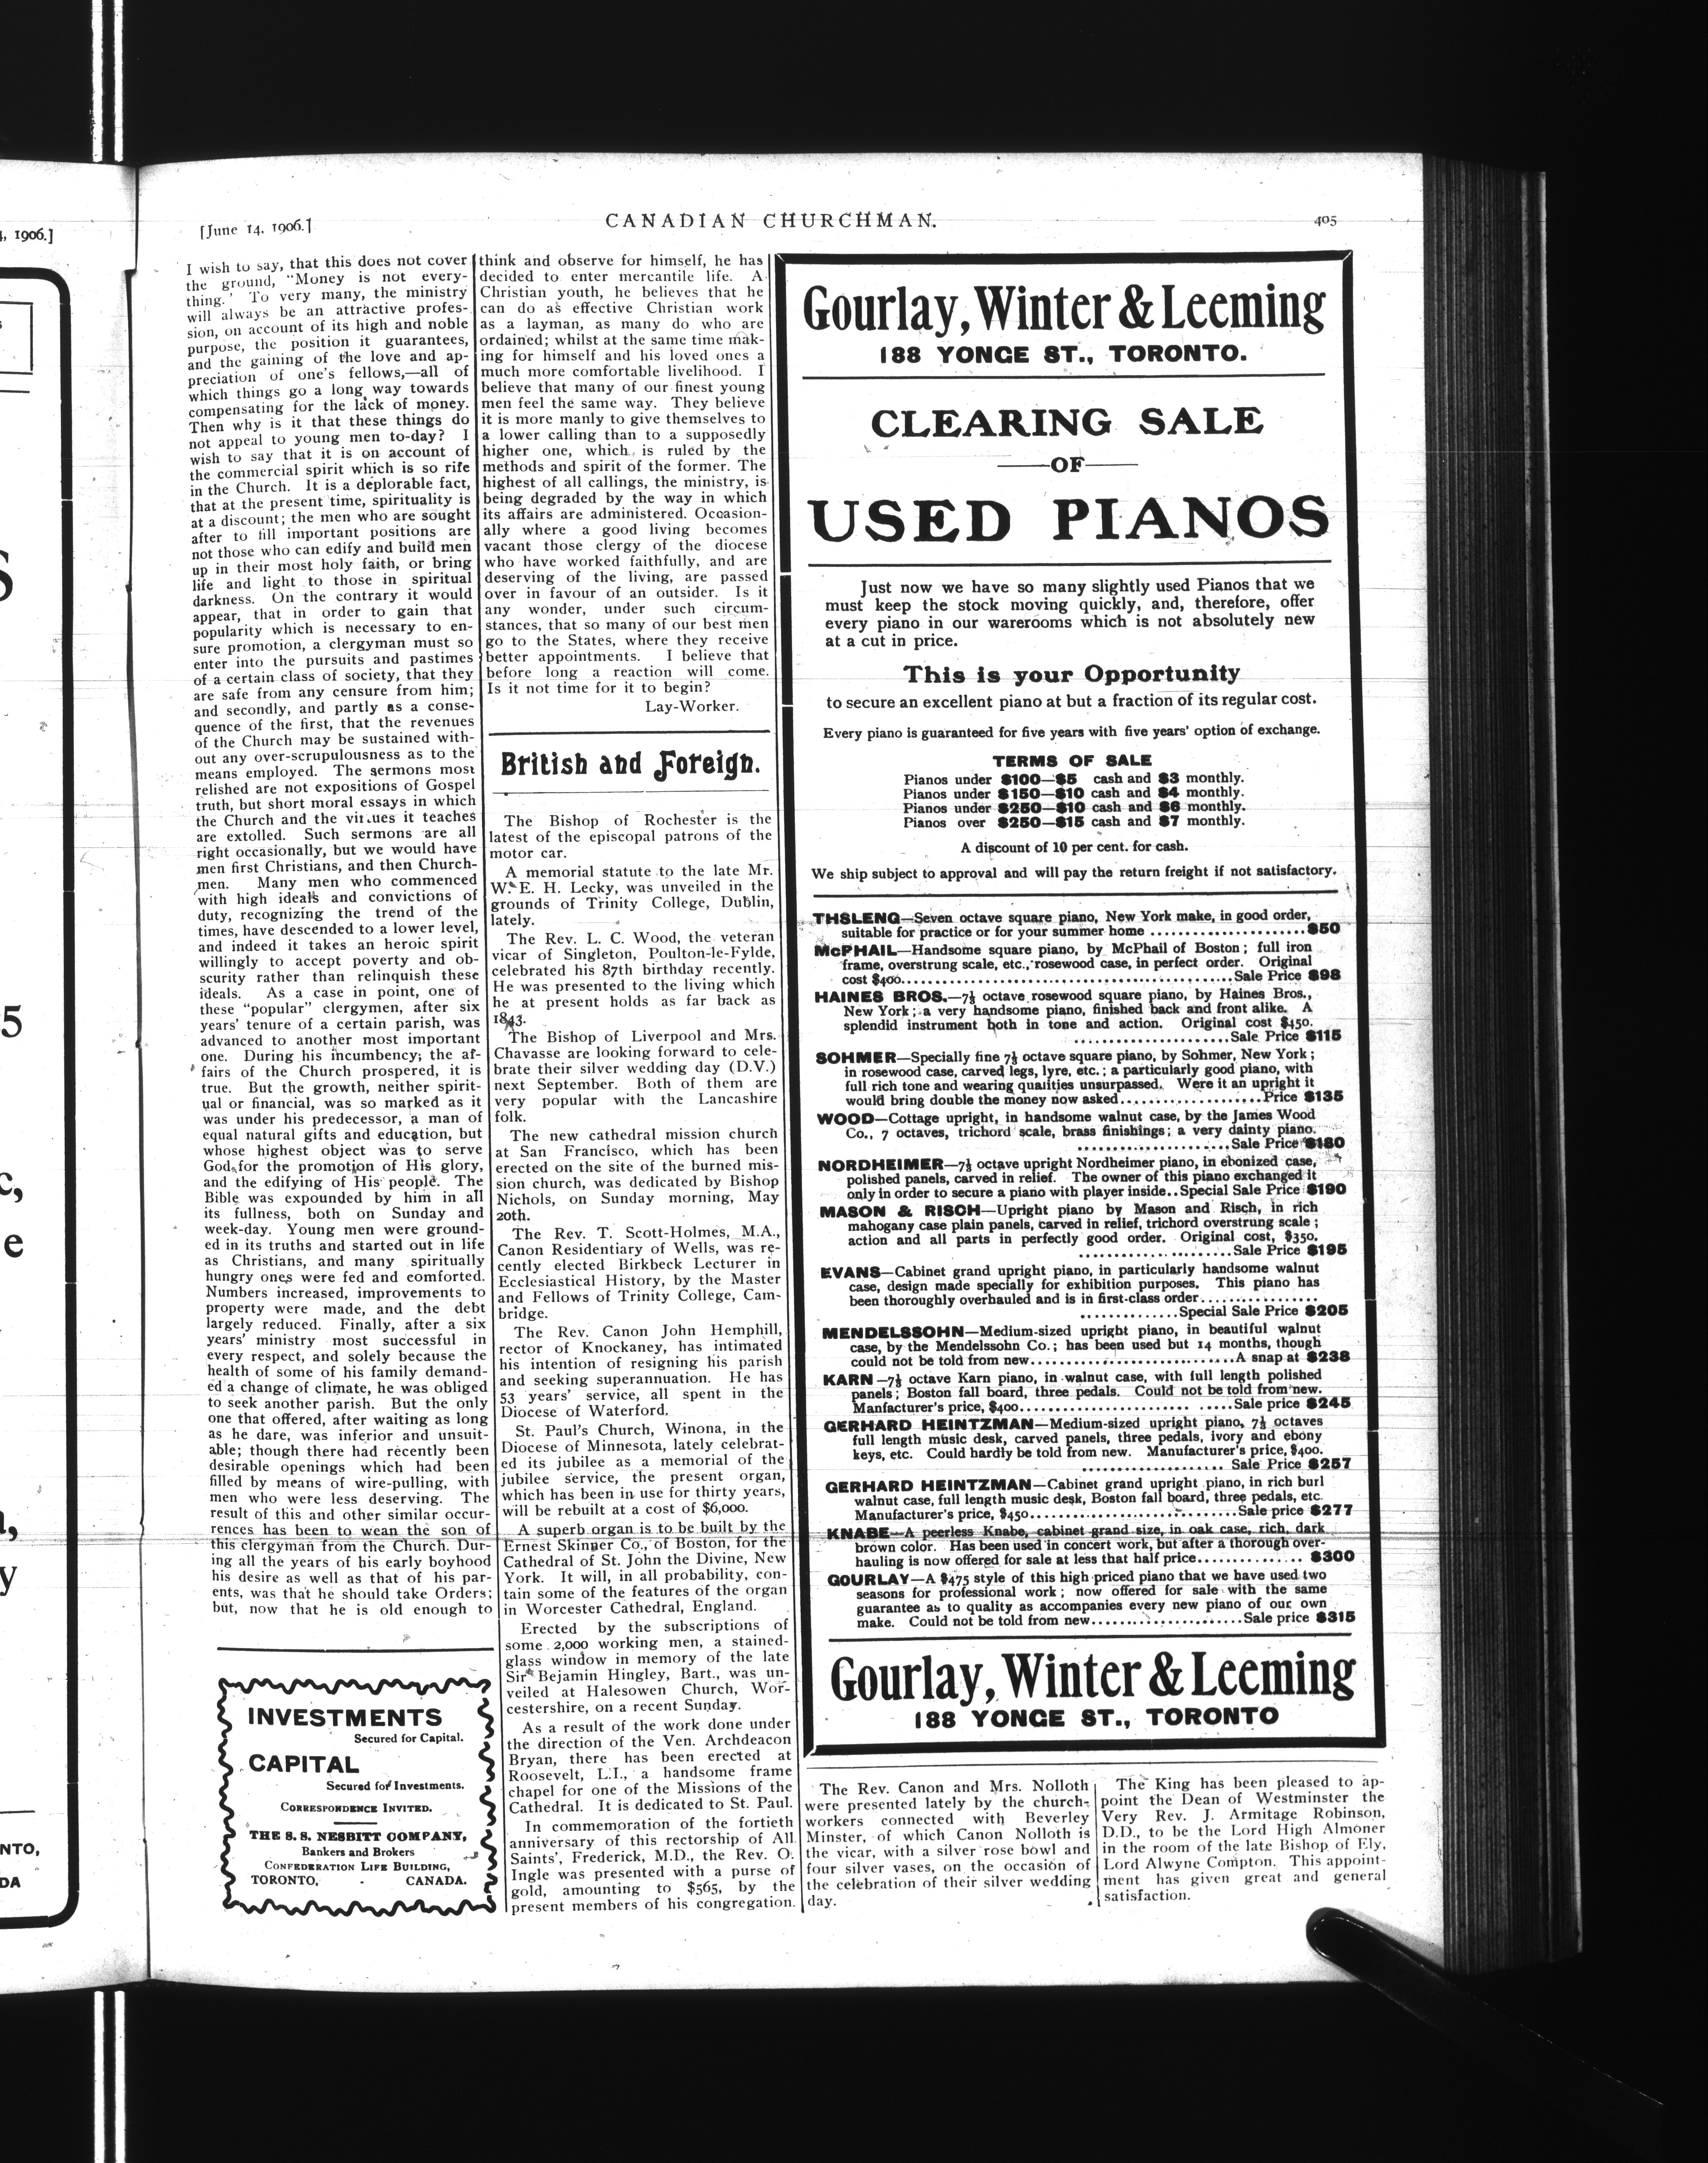 4, 1906.]
S
5
c,
e
y
NTO,
DA
[June 14, 1906.]
CANADIAN CHURCHMAN.
405
I wish to say, that this does not cover
the ground, "Money is not every-
thing.' To very many, the ministry
will always be an attractive profes-
sion, on account of its high and noble
purpose, the position it guarantees,
and the gaining of the love and ap-
preciation of one's fellows,—all of
which things go a long way towards
compensating for the lack of money.
Then why is it that these things do
not appeal to young men to-day? I
wish to say that it is on account of
the commercial spirit which is so rife
in the Church. It is a deplorable fact,
that at the present time, spirituality is
at a discount; the men who are sought
after to fill important positions are
not those who can edify and build men
up in their most holy faith, or bring
life and light to those in spiritual
darkness. On the contrary it would
appear, that in order to gain that
popularity which is necessary to en-
sure promotion, a clergyman must so
enter into the pursuits and pastimes
of a certain class of society, that they
are safe from any censure from him;
and secondly, and partly as a conse-
quence of the first, that the revenues
of the Church may be sustained with-
out any over-scrupulousness as to the
means employed. The sermons most
relished are not expositions of Gospel
truth, but short moral essays in which
the Church and the virtues it teaches
are extolled. Such sermons are all
right occasionally, but we would have
men first Christians, and then Church-
men. Many men who commenced
with high ideals and convictions of
duty, recognizing the trend of the
times, have descended to a lower level,
and indeed it takes an heroic spirit
willingly to accept poverty and ob-
scurity rather than relinquish these
ideals. As a case in point, one of
these "popular" clergymen, after six
years' tenure of a certain parish, was
advanced to another most important
one. During his incumbency; the af-
fairs of the Church prospered, it is
true. But the growth, neither spirit-
ual or financial, was so marked as it
was under his predecessor, a man of
equal natural gifts and education, but
whose highest object was to serve
God for the promotion of His glory,
and the edifying of His people. The
Bible was expounded by him in all
its fullness, both on Sunday and
week-day. Young men were ground-
ed in its truths and started out in life
as Christians, and many spiritually
hungry ones were fed and comforted.
Numbers increased, improvements to
property were made, and the debt
largely reduced. Finally, after a six
years' ministry most successful in
every respect, and solely because the
health of some of his family demand-
ed a change of climate, he was obliged
to seek another parish. But the only
one that offered, after waiting as long
as he dare, was inferior and unsuit-
able; though there had recently been
desirable openings which had been
filled by means of wire-pulling, with
men who were less deserving. The
result of this and other similar occur-
rences has been to wean the son of
this clergyman from the Church. Dur-
ing all the years of his early boyhood
his desire as well as that of his par-
ents, was that he should take Orders;
but, now that he is old enough to
INVESTMENTS
Secured for Capital.
CAPITAL
Secured for Investments.
CORRESPONDENCE INVITED.
THE S. S. NESBITT COMPANY,
Bankers and Brokers
CONFEDERATION LIFE BUILDING,
TORONTO, - CANADA.
think and observe for himself, he has
decided to enter mercantile life. A
Christian youth, he believes that he
can do as effective Christian work
as a layman, as many do who are
ordained; whilst at the same time mak-
ing for himself and his loved ones a
much more comfortable livelihood. I
believe that many of our finest young
men feel the same way. They believe
it is more manly to give themselves to
a lower calling than to a supposedly
higher one, which is ruled by the
methods and spirit of the former. The
highest of all callings, the ministry, is
being degraded by the way in which
its affairs are administered. Occasion-
ally where a good living becomes
vacant those clergy of the diocese
who have worked faithfully, and are
deserving of the living, are passed
over in favour of an outsider. Is it
any wonder, under such circum-
stances, that so many of our best men
go to the States, where they receive
better appointments. I believe that
before long a reaction will come.
Is it not time for it to begin?
Lay-Worker.
British and Foreign.
The Bishop of Rochester is the
latest of the episcopal patrons of the
motor car.
A memorial statute to the late Mr.
W. E. H. Lecky, was unveiled in the
grounds of Trinity College, Dublin,
lately.
The Rev. L. C. Wood, the veteran
vicar of Singleton, Poulton-le-Fylde,
celebrated his 87th birthday recently.
He was presented to the living which
he at present holds as far back as
1843.
The Bishop of Liverpool and Mrs.
Chavasse are looking forward to cele-
brate their silver wedding day (D.V.)
next September. Both of them are
very popular with the Lancashire
folk.
The new cathedral mission church
at San Francisco, which has been
erected on the site of the burned mis-
sion church, was dedicated by Bishop
Nichols, on Sunday morning, May
20th.
The Rev. T. Scott-Holmes, M.A.,
Canon Residentiary of Wells, was re-
cently elected Birkbeck Lecturer in
Ecclesiastical History, by the Master
and Fellows of Trinity College, Cam-
bridge.
The Rev. Canon John Hemphill,
rector of Knockaney, has intimated
his intention of resigning his parish
and seeking superannuation. He has
53 years' service, all spent in the
Diocese of Waterford.
St. Paul's Church, Winona, in the
Diocese of Minnesota, lately celebrat-
ed its jubilee as a memorial of the
jubilee service, the present organ,
which has been in use for thirty years,
will be rebuilt at a cost of $6,000.
A superb organ is to be built by the
Ernest Skinner Co., of Boston, for the
Cathedral of St. John the Divine, New
York. It will, in all probability, con-
tain some of the features of the organ
in Worcester Cathedral, England.
Erected by the subscriptions of
some 2,000 working men, a stained-
glass window in memory of the late
Sir Bejamin Hingley, Bart., was un-
veiled at Halesowen Church, Wor-
cestershire, on a recent Sunday.
As a result of the work done under
the direction of the Ven. Archdeacon
Bryan, there has been erected at
Roosevelt, L.I., a handsome frame
chapel for one of the Missions of the
Cathedral. It is dedicated to St. Paul.
In commemoration of the fortieth
anniversary of this rectorship of All
Saints', Frederick, M.D., the Rev. O.
Ingle was presented with a purse of
gold, amounting to $565, by the
present members of his congregation.
Gourlay, Winter & Leeming
188 YONGE ST., TORONTO.
CLEARING SALE
—OF—
USED PIANOS
Just now we have so many slightly used Pianos that we
must keep the stock moving quickly, and, therefore, offer
every piano in our warerooms which is not absolutely new
at a cut in price.
This is your Opportunity
to secure an excellent piano at but a fraction of its regular cost.
Every piano is guaranteed for five years with five years' option of exchange.
TERMS OF SALE
Pianos under $100—$5 cash and $3 monthly.
Pianos under $150—$10 cash and $4 monthly.
Pianos under $250—$10 cash and $6 monthly.
Pianos over $250—$15 cash and $7 monthly.
A discount of 10 per cent. for cash.
We ship subject to approval and will pay the return freight if not satisfactory.
THSLENG—Seven octave square piano, New York make, in good order,
suitable for practice or for your summer home ......................$50
McPHAIL—Handsome square piano, by McPhail of Boston; full iron
frame, overstrung scale, etc., rosewood case, in perfect order. Original
cost $400..............................................Sale Price $98
HAINES BROS.—7⅓ octave rosewood square piano, by Haines Bros.,
New York; a very handsome piano, finished back and front alike. A
splendid instrument both in tone and action. Original cost $450.
......................Sale Price $115
SOHMER—Specially fine 7⅓ octave square piano, by Sohmer, New York;
in rosewood case, carved legs, lyre, etc.; a particularly good piano, with
full rich tone and wearing qualities unsurpassed. Were it an upright it
would bring double the money now asked....................Price $135
WOOD—Cottage upright, in handsome walnut case, by the James Wood
Co., 7 octaves, trichord scale, brass finishings; a very dainty piano.
......................Sale Price $180
NORDHEIMER—7⅓ octave upright Nordheimer piano, in ebonized case,
polished panels, carved in relief. The owner of this piano exchanged it
only in order to secure a piano with player inside..Special Sale Price $190
MASON & RISCH—Upright piano by Mason and Risch, in rich
mahogany case plain panels, carved in relief, trichord overstrung scale;
action and all parts in perfectly good order. Original cost, $350.
......................Sale Price $195
EVANS—Cabinet grand upright piano, in particularly handsome walnut
case, design made specially for exhibition purposes. This piano has
been thoroughly overhauled and is in first-class order................
..............Special Sale Price $205
MENDELSSOHN—Medium-sized upright piano, in beautiful walnut
case, by the Mendelssohn Co.; has been used but 14 months, though
could not be told from new..............................A snap at $238
KARN—7⅓ octave Karn piano, in walnut case, with full length polished
panels; Boston fall board, three pedals. Could not be told from new.
Manfacturer's price, $400..............................Sale price $245
GERHARD HEINTZMAN—Medium-sized upright piano, 7⅓ octaves
full length music desk, carved panels, three pedals, ivory and ebony
keys, etc. Could hardly be told from new. Manufacturer's price, $400.
..................... Sale Price $257
GERHARD HEINTZMAN—Cabinet grand upright piano, in rich burl
walnut case, full length music desk, Boston fall board, three pedals, etc.
Manufacturer's price, $450..............................Sale price $277
KNABE—A peerless Knabe, cabinet grand size, in oak case, rich, dark
brown color. Has been used in concert work, but after a thorough over-
hauling is now offered for sale at less that half price............... $300
GOURLAY—A $475 style of this high priced piano that we have used two
seasons for professional work; now offered for sale with the same
guarantee as to quality as accompanies every new piano of our own
make. Could not be told from new......................Sale price $315
Gourlay, Winter & Leeming
188 YONGE ST., TORONTO
The Rev. Canon and Mrs. Nolloth
were presented lately by the church-
workers connected with Beverley
Minster, of which Canon Nolloth is
the vicar, with a silver rose bowl and
four silver vases, on the occasion of
the celebration of their silver wedding
day.
The King has been pleased to ap-
point the Dean of Westminster the
Very Rev. J. Armitage Robinson,
D.D., to be the Lord High Almoner
in the room of the late Bishop of Ely,
Lord Alwyne Compton. This appoint-
ment has given great and general
satisfaction.